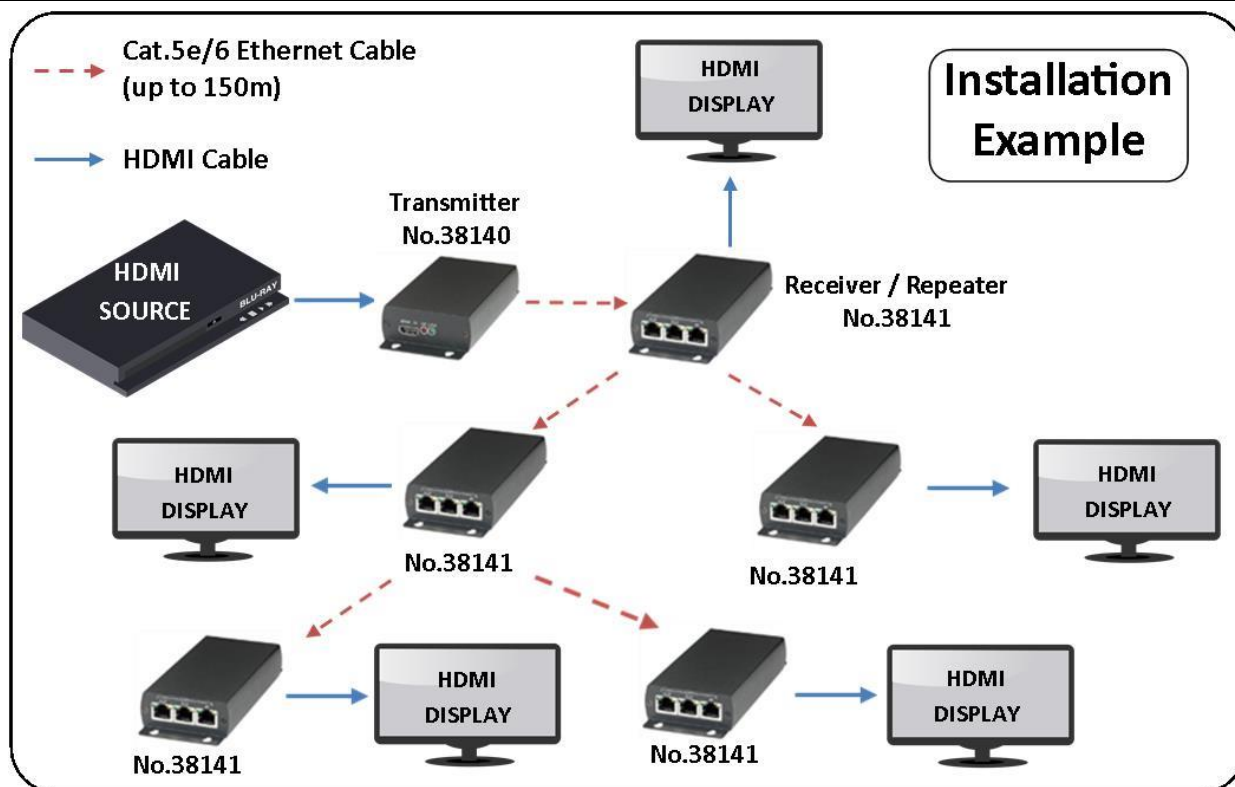 Cat.5e/6 Ethernet Cable
(up to 150m)
HDMI Cable
HDMI
DISPLAY
Installation
Example
Transmitter
No.38140
HDMI
SOURCE
BLU-RAY
Receiver / Repeater
No.38141
HDMI
DISPLAY
No.38141
No.38141
HDMI
DISPLAY
No.38141
HDMI
DISPLAY
No.38141
HDMI
DISPLAY